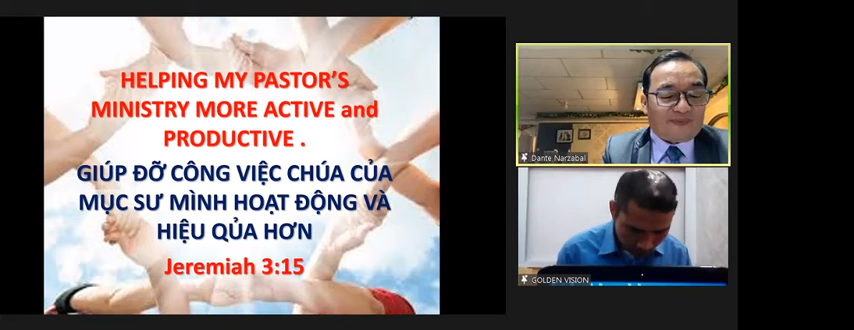 HELPING MY PASTOR'S
MINISTRY MORE ACTIVE and
PRODUCTIVE .
GIÚP ĐỠ CÔNG VIỆC CHÚA CỦA
MỤC SƯ MÌNH HOẠT ĐỘNG VÀ
HIỆU QỦA HƠN
Jeremiah 3:15
Dante Narzabal
GOLDEN VISION